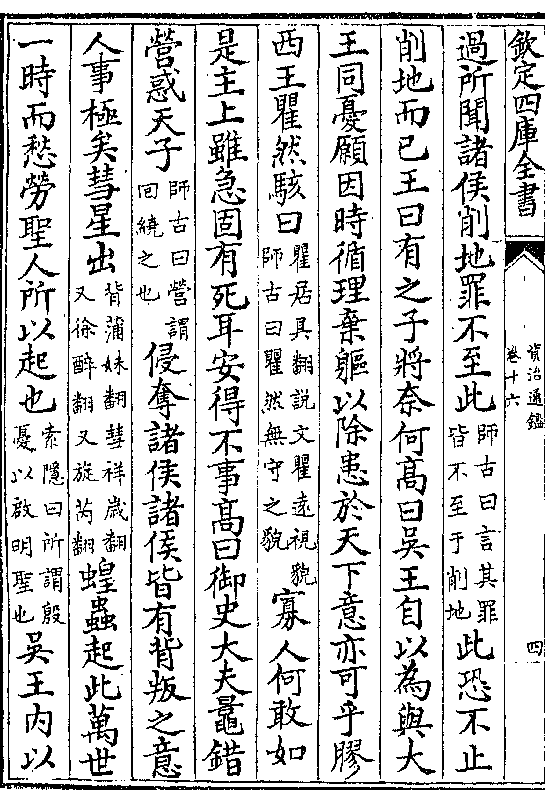 欽定四庫全書
資治通鑑
卷十六
四
過所聞諸侯削地罪不至此師古曰言其罪皆不至于削地此恐不止
削地而已王曰有之子將奈何高曰吳王自以為與大
王同憂願因時循理棄軀以除患於天下意亦可乎膠
西王瞿然駭曰瞿居具翻說文瞿遠視貌師古曰瞿然無守之貌寡人何敢如
是主上雖急固有死耳安得不事高曰御史大夫鼂錯
營惑天子師古曰營謂回繞之也侵奪諸侯諸侯皆有背叛之意
人事極矣彗星出背蒲妹翻彗祥歲翻又徐醉翻又旋芮翻蝗蟲起此萬世
一時而愁勞聖人所以起也索隱曰所謂殷憂以啟明聖也吳王內以